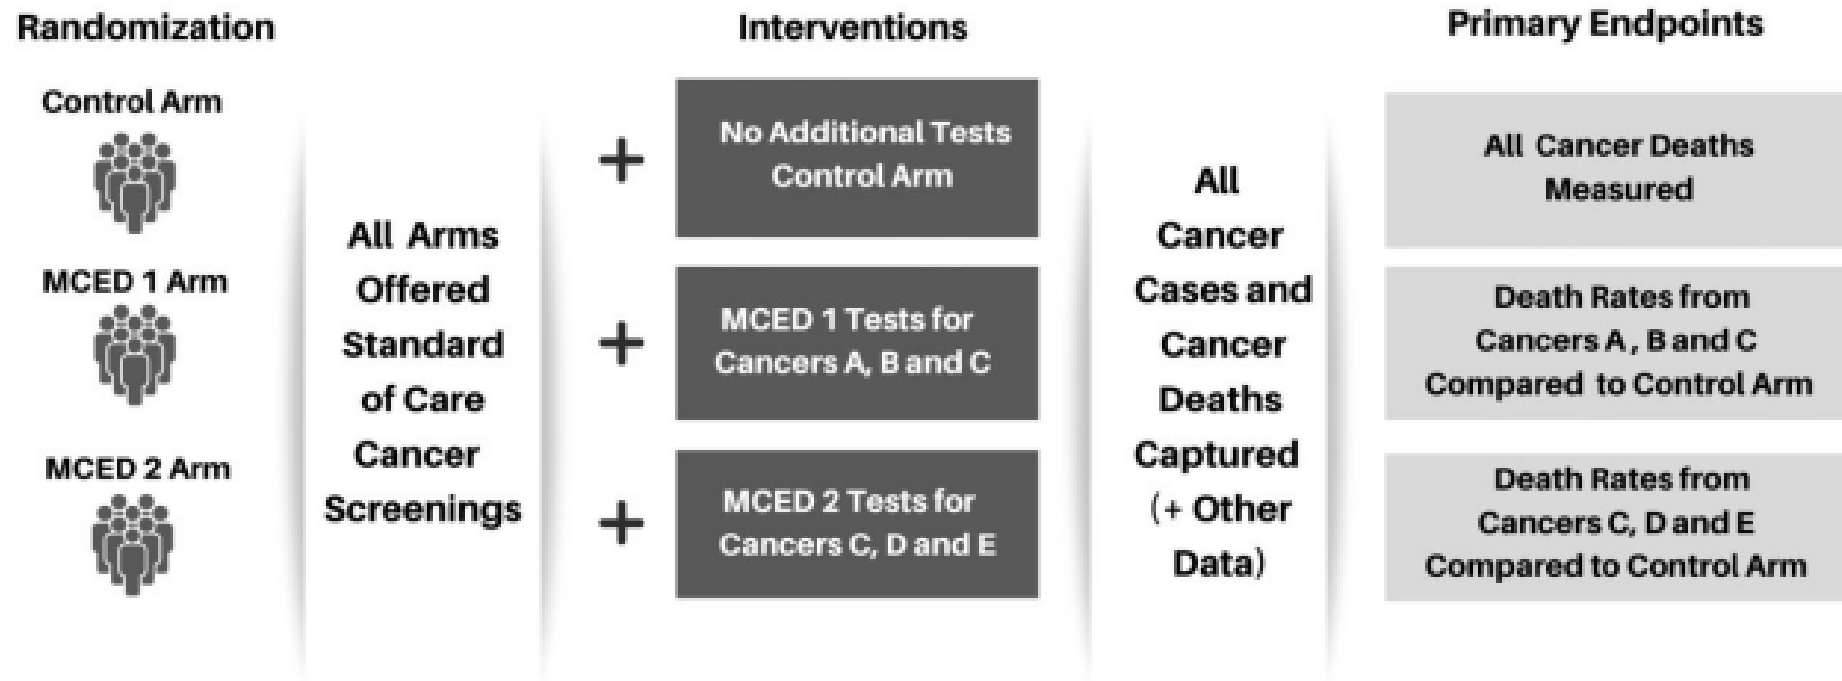 Randomization
Control Arm
MCED 1 Arm
MCED 2 Arm
All Arms
Offered
Standard
of Care
Cancer
Screenings
Interventions
+
No Additional Tests
Control Arm
+
MCED 1 Tests for
Cancers A, B and C
+
MCED 2 Tests for
Cancers C, D and E
All
Cancer
Cases and
Cancer
Deaths
Captured
(+ Other
Data)
Primary Endpoints
All Cancer Deaths
Measured
Death Rates from
Cancers A, B and C
Compared to Control Arm
Death Rates from
Cancers C, D and E
Compared to Control Arm